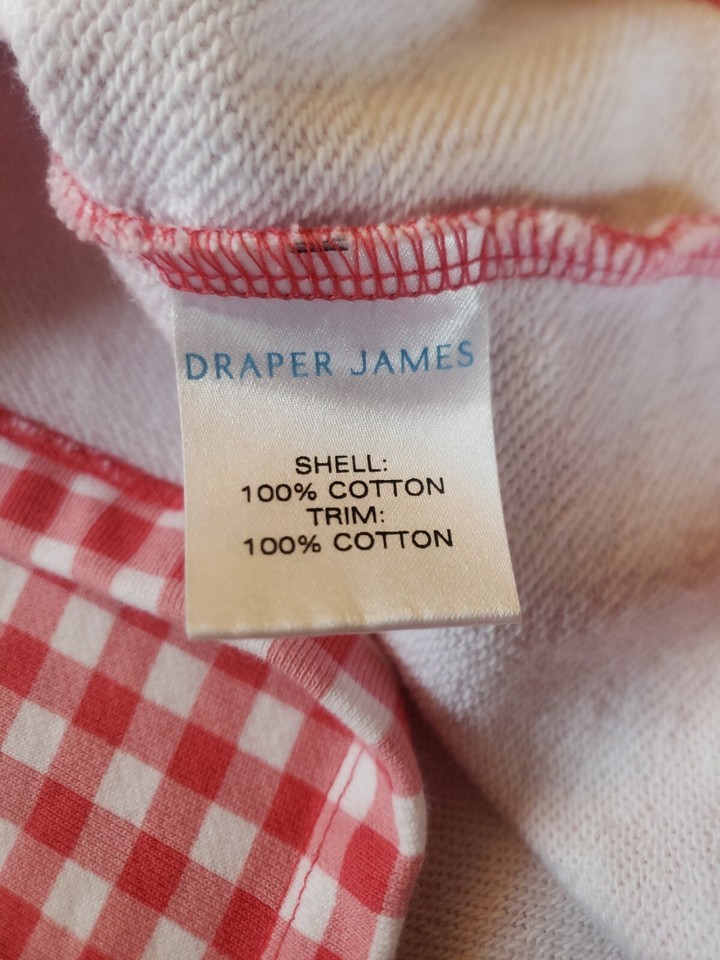 DRAPER JAMES
SHELL:
100% COTTON
TRIM:
100% COTTON